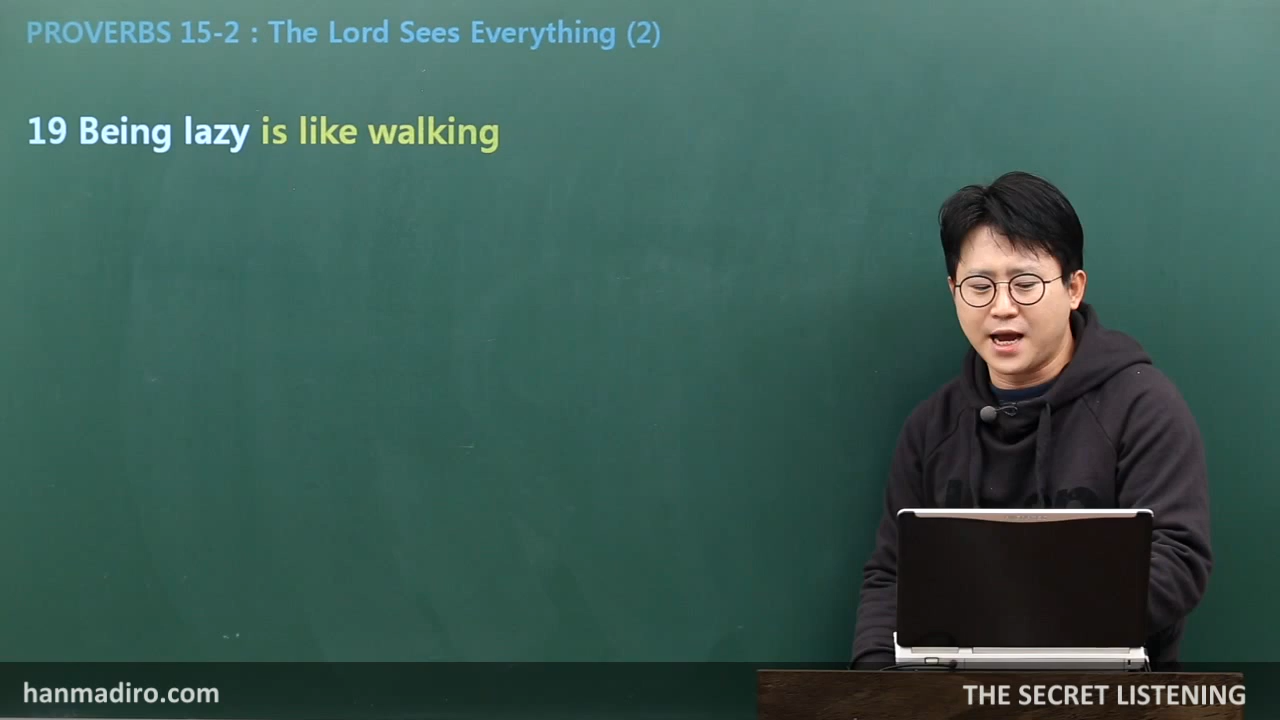 PROVERBS 15-2 : The Lord Sees Everything (2)
19 Being lazy is like walking
hanmadiro.com
THE SECRET LISTENING